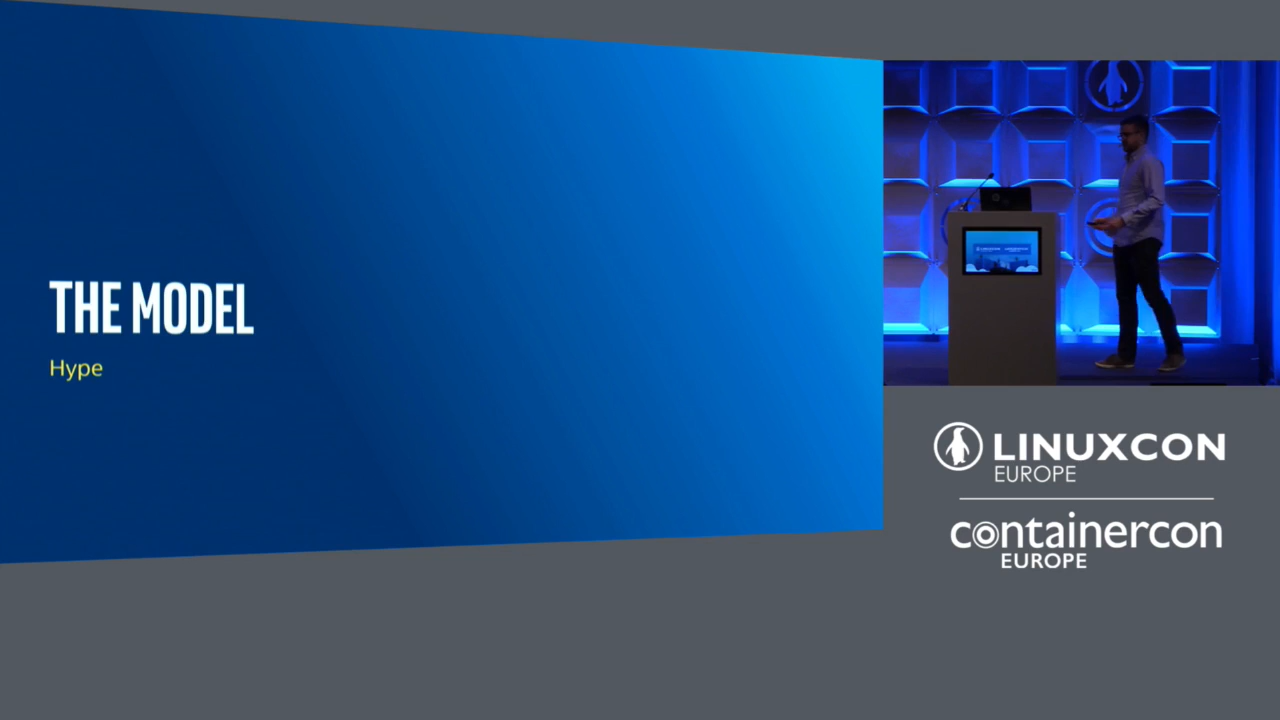 THE MODEL
Hype
LINUXCON
EUROPE
containercon
EUROPE